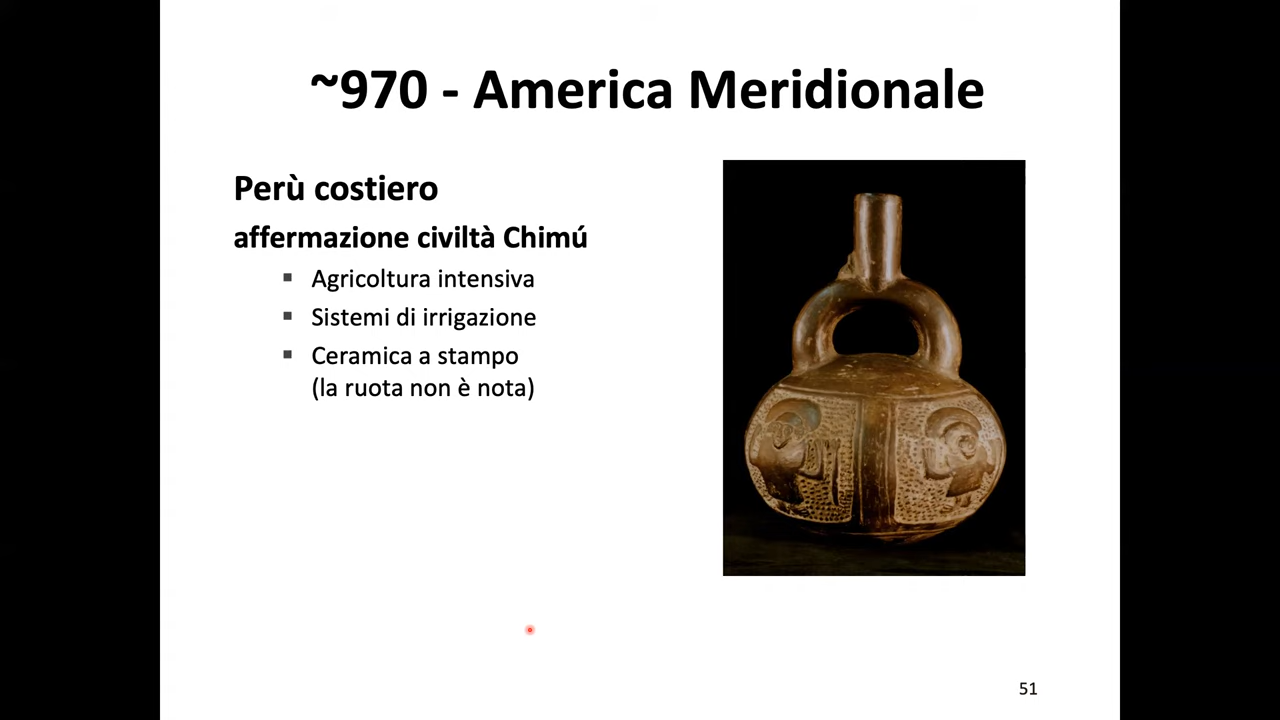 ~970 - America Meridionale
Perù costiero
affermazione civiltà Chimú
▪ Agricoltura intensiva
▪ Sistemi di irrigazione
▪ Ceramica a stampo
(la ruota non è nota)
51